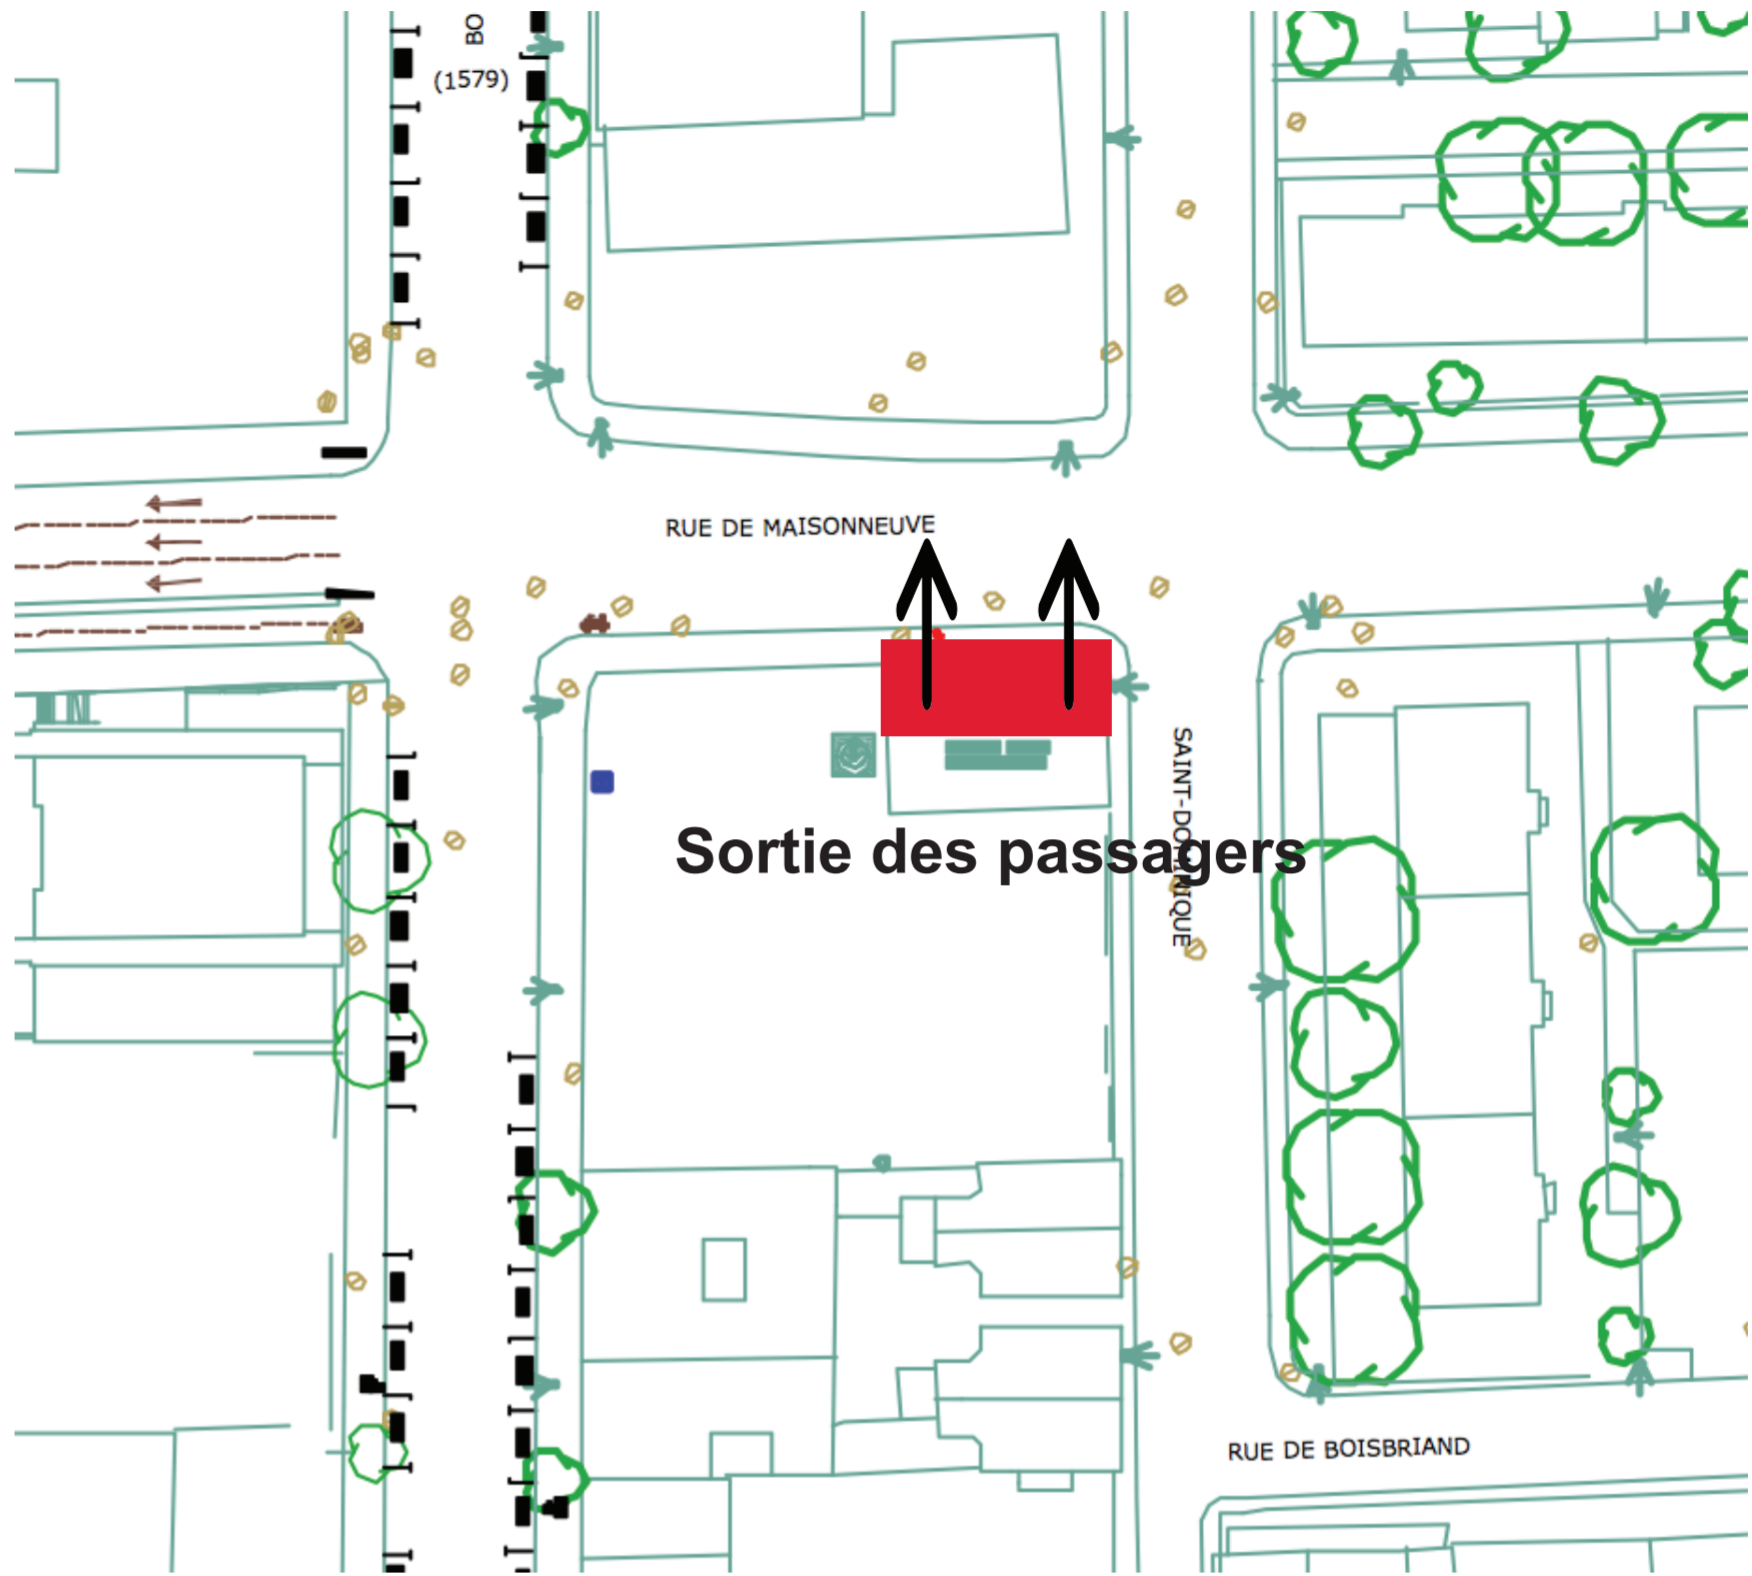 BO
(1579)
RUE DE MAISONNEUVE
SAINT-DOMINIQUE
Sortie des passagers
RUE DE BOISBRIAND